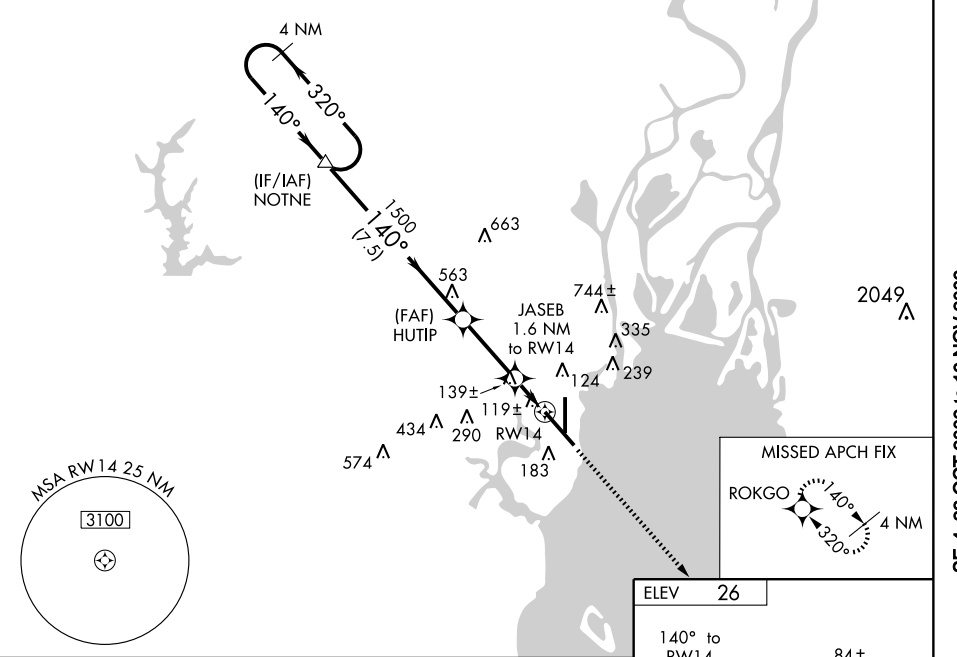 4 NM
320°
140°
(IF/IAF)
NOTNE
1500
140°
(7.5)
663
563
(FAF)
HUTIP
744±
2049
JASEB
1.6 NM
to RW14
335
124
239
139±
119±
434
290
RW14
574
183
MSA RW14 25 NM
3100
MISSED APCH FIX
ROKGO
140°
4 NM
320°
ELEV 26
140° to
RW14
84±